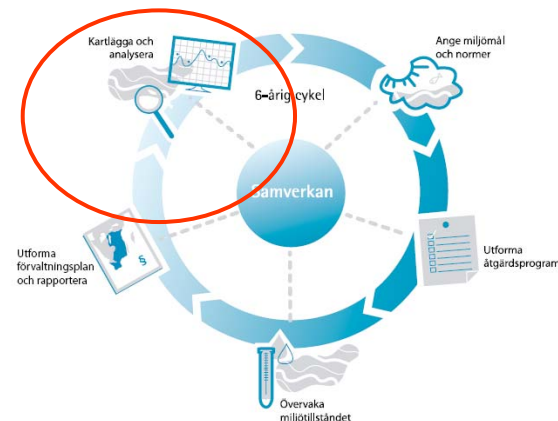 Kartlägga och
analysera
6-årig cykel
Ange miljömål
och normer
Samverkan
Utforma
åtgärdsprogram
Utforma
förvaltningsplan
och rapportera
§
Övervaka
miljötillståndet